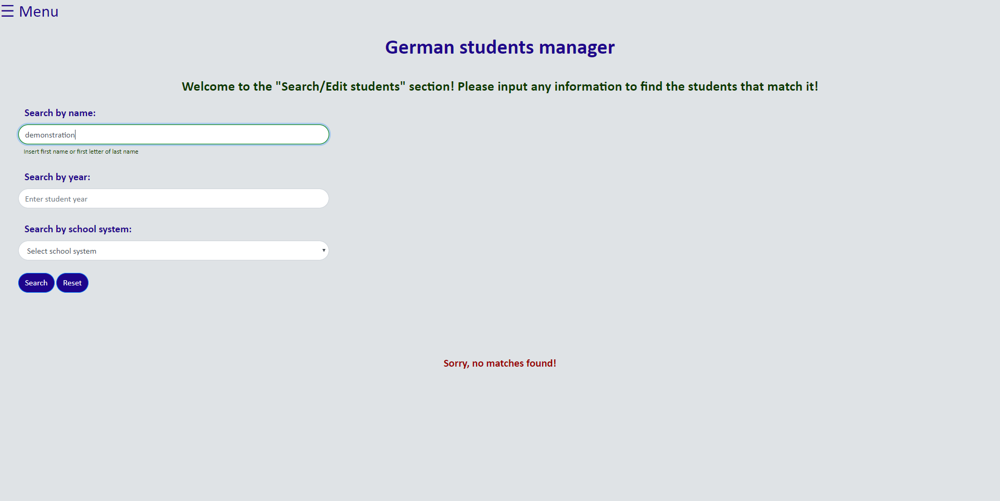 ☰ Menu
German students manager
Welcome to the "Search/Edit students" section! Please input any information to find the students that match it!
Search by name:
demonstration
Insert first name or first letter of last name
Search by year:
Enter student year
Search by school system:
Select school system
Search Reset
Sorry, no matches found!